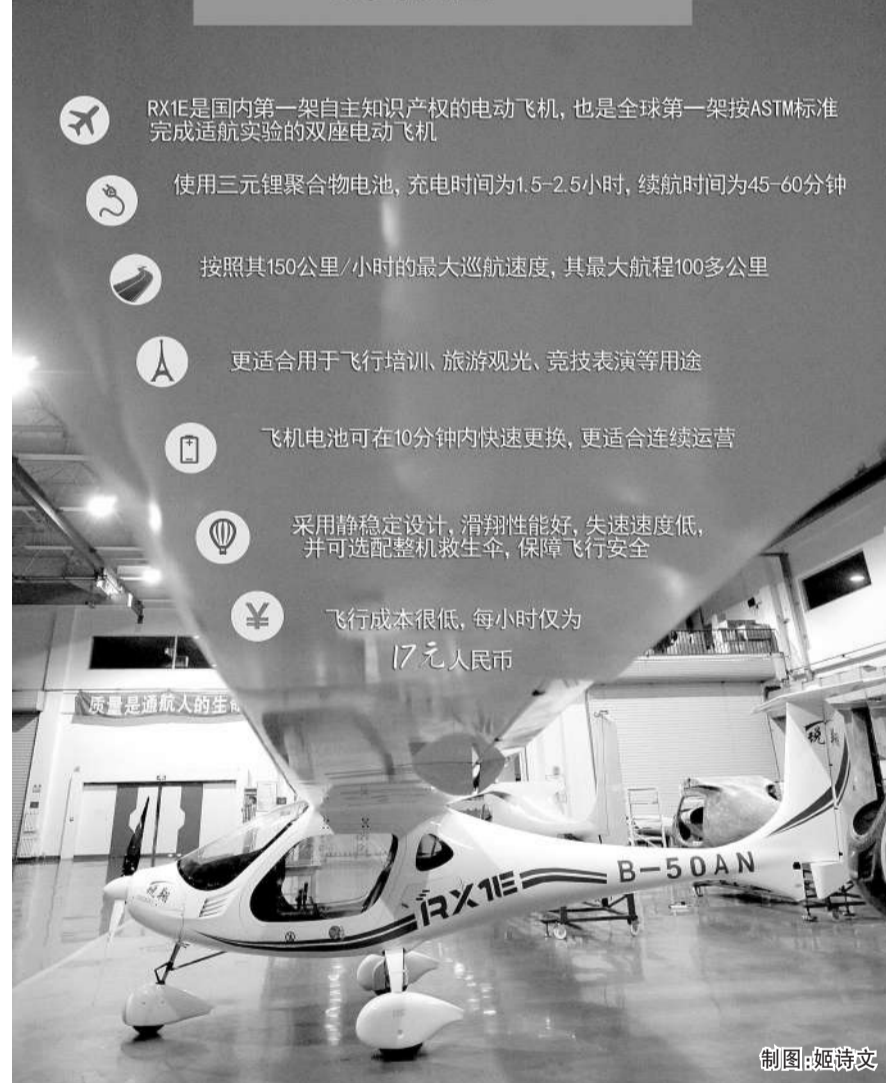 RX1E是国内第一架自主知识产权的电动飞机,也是全球第一架按ASTM标准
完成适航实验的双座电动飞机
使用三元锂聚合物电池,充电时间为1.5-2.5小时,续航时间为45-60分钟
按照其150公里/小时的最大巡航速度,其最大航程100多公里
更适合用于飞行培训、旅游观光、竞技表演等用途
飞机电池可在10分钟内快速更换,更适合连续运营
采用静稳定设计,滑翔性能好,失速速度低,
并可选配整机救生伞,保障飞行安全
飞行成本很低,每小时仅为
17元人民币
质量是通航人的生命
锐翔
锐翔
RX1E
B-50AN
制图:姬诗文